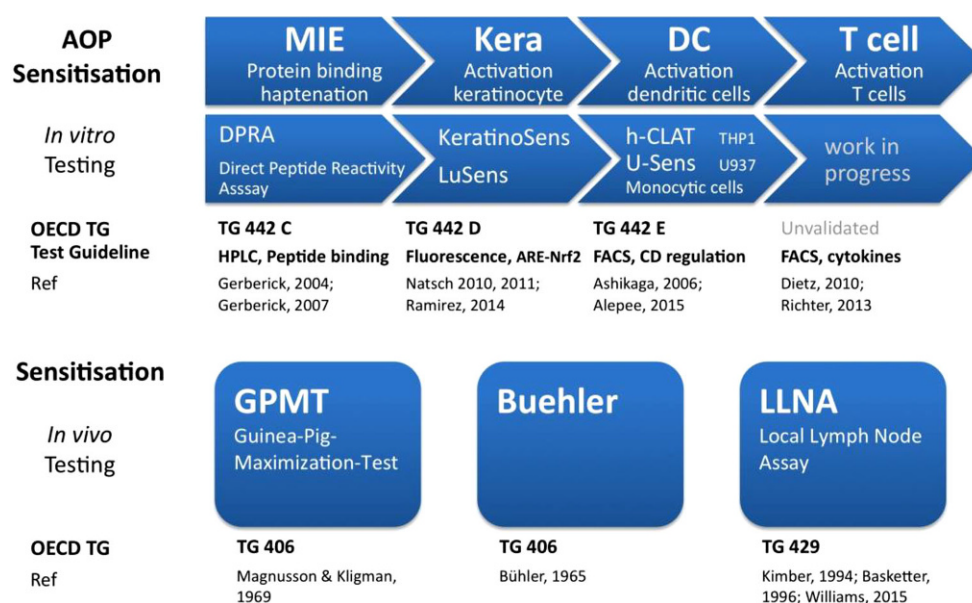 AOP
Sensitisation
MIE
Protein binding
haptenation
Kera
Activation
keratinocyte
DC
Activation
dendritic cells
T cell
Activation
T cells
In vitro
Testing
DPRA
Direct Peptide Reactivity
Asssay
KeratinoSens
LuSens
h-CLAT THP1
U-Sens U937
Monocytic cells
work in
progress
OECD TG
Test Guideline
Ref
TG 442 C
HPLC, Peptide binding
Gerberick, 2004;
Gerberick, 2007
TG 442 D
Fluorescence, ARE-Nrf2
Natsch 2010, 2011;
Ramirez, 2014
TG 442 E
FACS, CD regulation
Ashikaga, 2006;
Alepee, 2015
Unvalidated
FACS, cytokines
Dietz, 2010;
Richter, 2013
Sensitisation
In vivo
Testing
GPMT
Guinea-Pig-
Maximization-Test
Buehler
LLNA
Local Lymph Node
Assay
OECD TG
Ref
TG 406
Magnusson & Kligman,
1969
TG 406
Bühler, 1965
TG 429
Kimber, 1994; Basketter,
1996; Williams, 2015